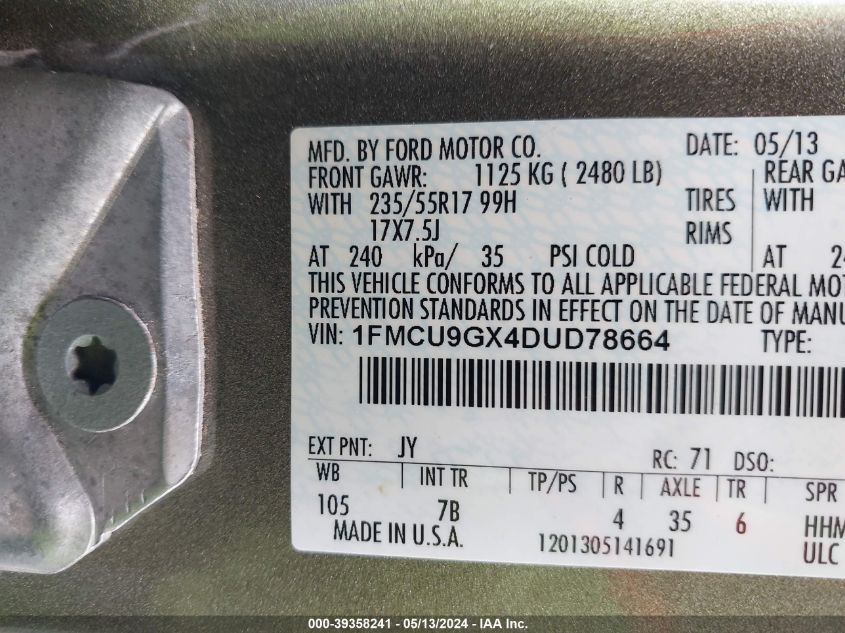 MFD. BY FORD MOTOR CO. DATE: 05/13
FRONT GAWR: 1125 KG ( 2480 LB) REAR
WITH 235/55R17 99H TIRES WITH
17X7.5J RIMS
AT 240 kPa/ 35 PSI COLD AT
THIS VEHICLE CONFORMS TO ALL APPLICABLE FEDERAL
PREVENTION STANDARDS IN EFFECT ON THE DATE OF
VIN: 1FMCU9GX4DUD78664 TYPE:
EXT PNT: JY RC: 71 DSO:
WB INT TR TP/PS R AXLE TR SPR
105 7B 4 35 6 HHM
MADE IN U.S.A. 1201305141691 ULC
000-39358241 - 05/13/2024 - IAA Inc.